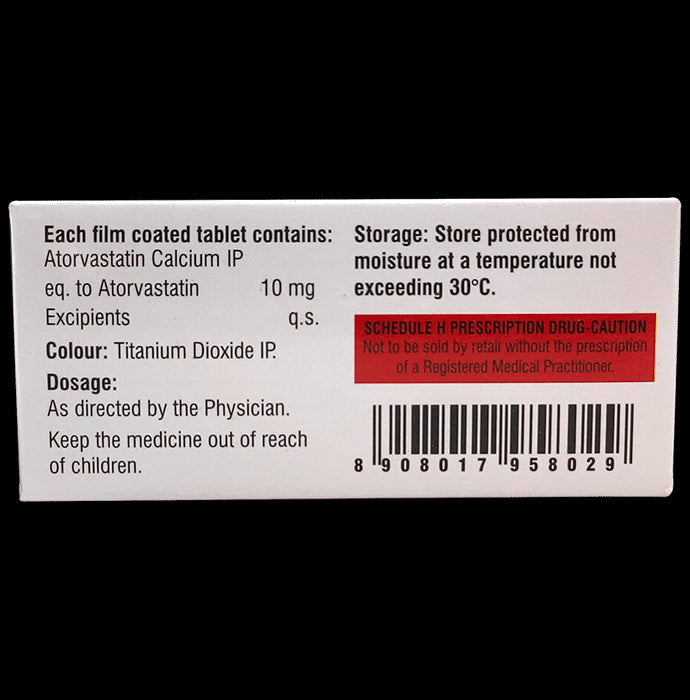 Each film coated tablet contains:
Atorvastatin Calcium IP
eq. to Atorvastatin 10 mg
Excipients q.s.
Colour: Titanium Dioxide IP.
Dosage:
As directed by the Physician.
Keep the medicine out of reach
of children.
Storage: Store protected from
moisture at a temperature not
exceeding 30°C.
SCHEDULE H PRESCRIPTION DRUG-CAUTION
Not to be sold by retail without the prescription
of a Registered Medical Practitioner.
8 908017 958029